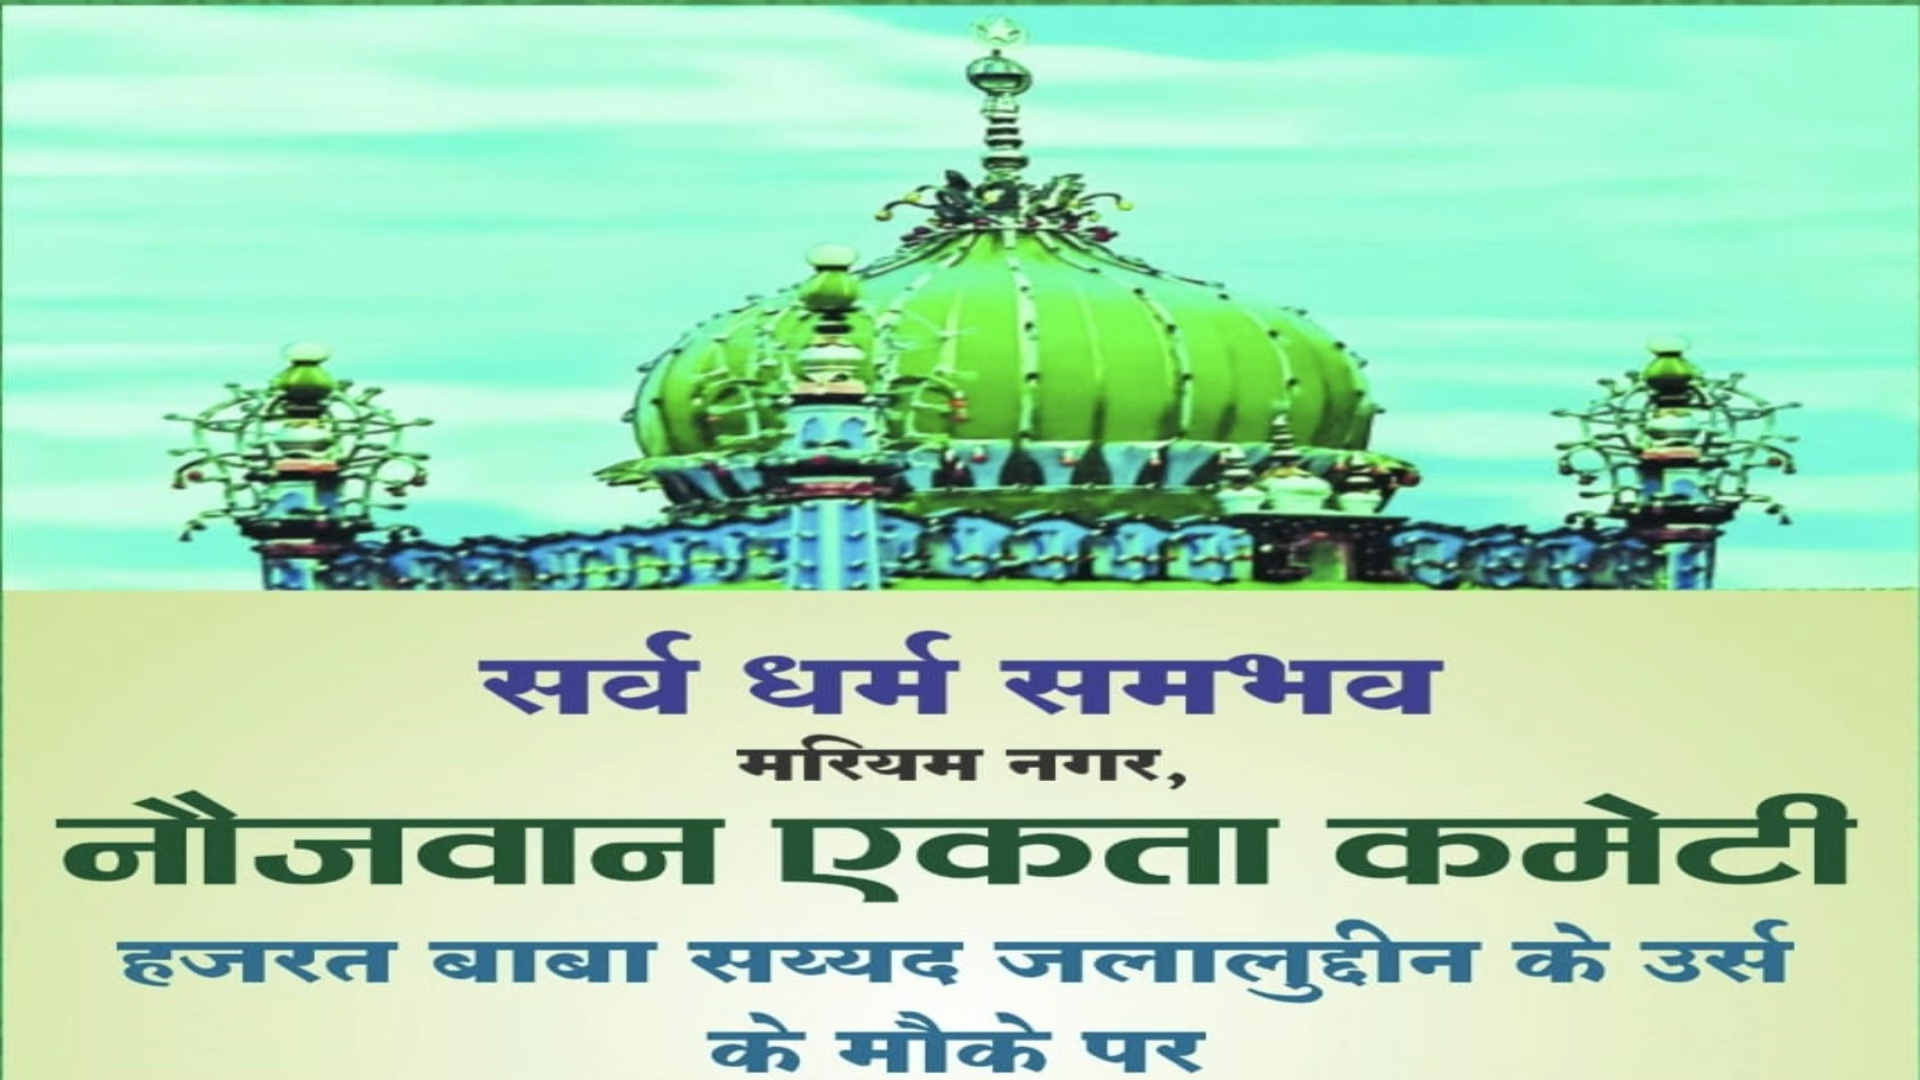 सर्व धर्म समभव
मरियम नगर,
नौजवान एकता कमेटी
हजरत बाबा सय्यद जलालुद्दीन के उर्स
के मौके पर